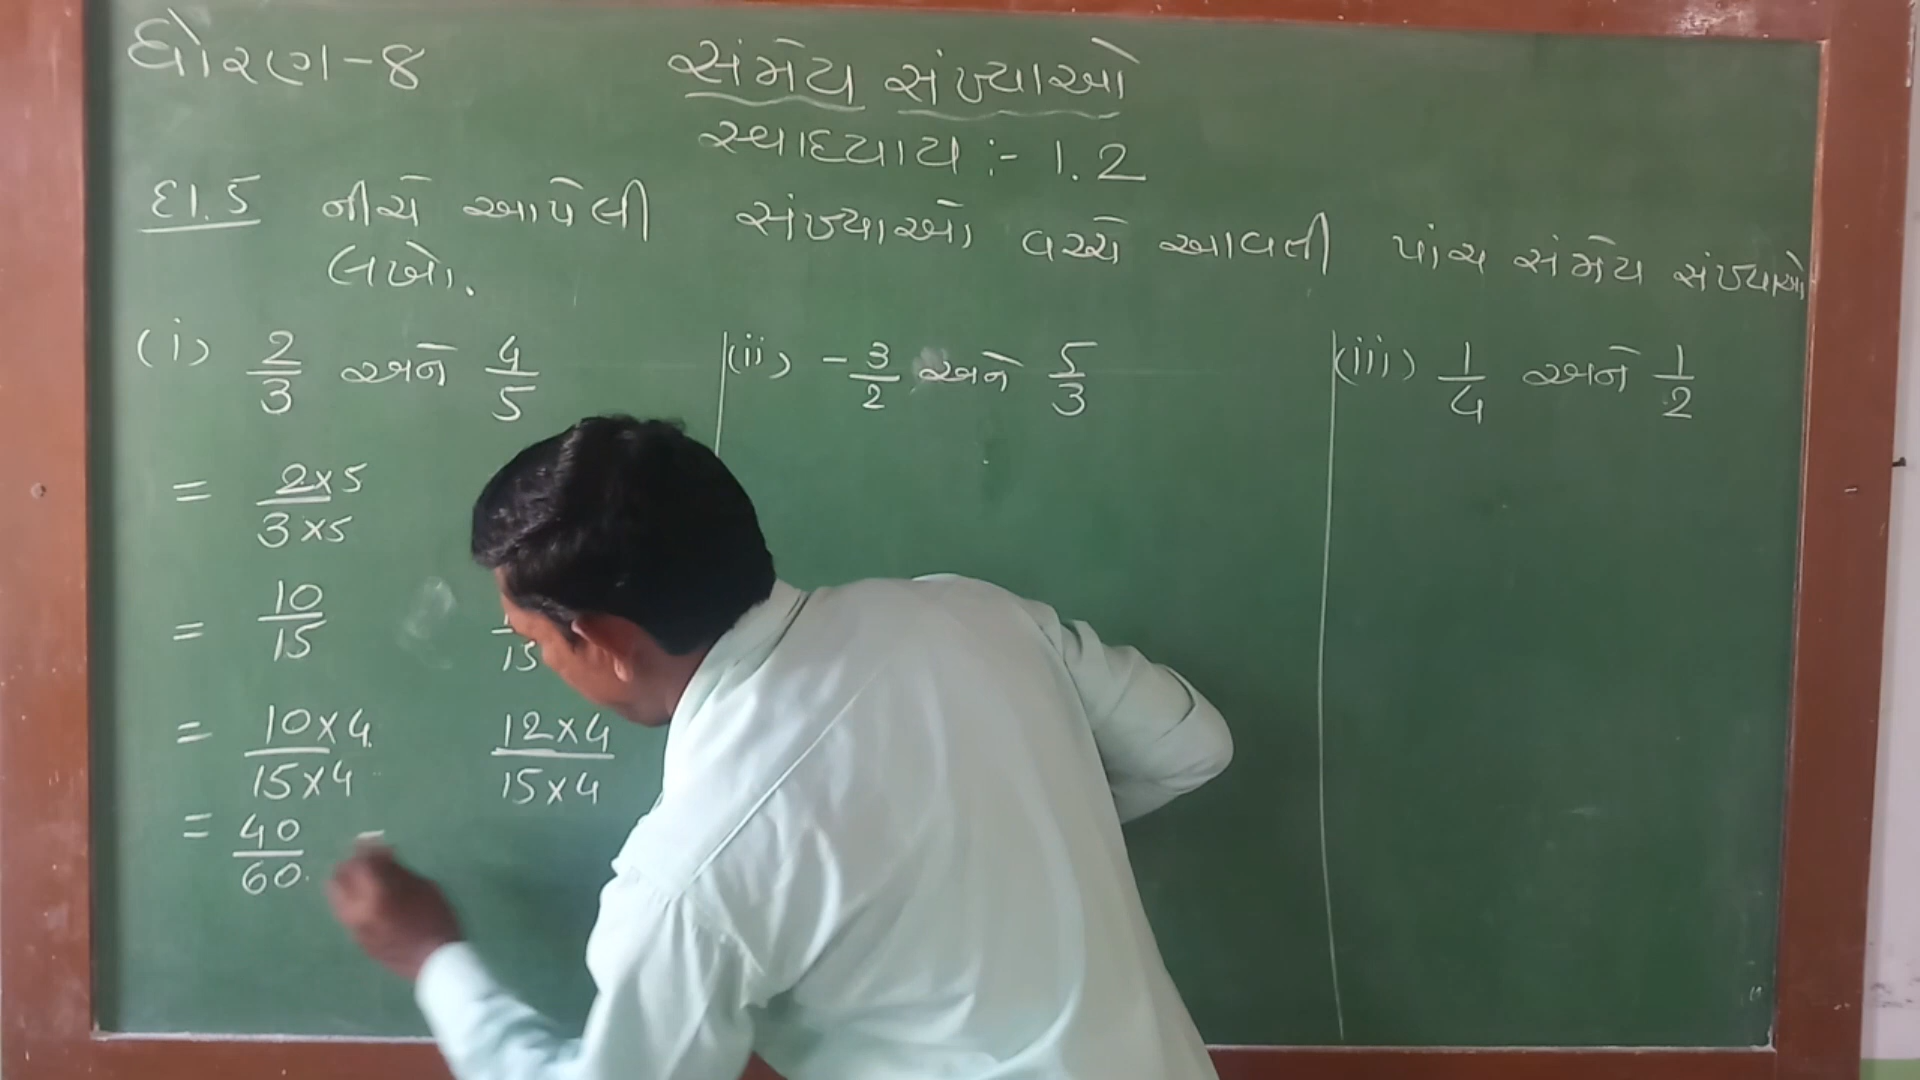 ધોરણ-૪
સંમેય સંખ્યાઓ
સ્વાધ્યાય :- 1.2
દા.5 નીચે આપેલી સંખ્યાઓ વચ્ચે આવતી પાંચ સંમેય સંખ્યાઓ
લખો.
(i) 2/3 અને 4/5
= 2×5/3×5
= 10/15
= 10×4/15×4 12×4/15×4
= 40/60
(ii) -3/2 અને 5/3
(iii) 1/4 અને 1/2